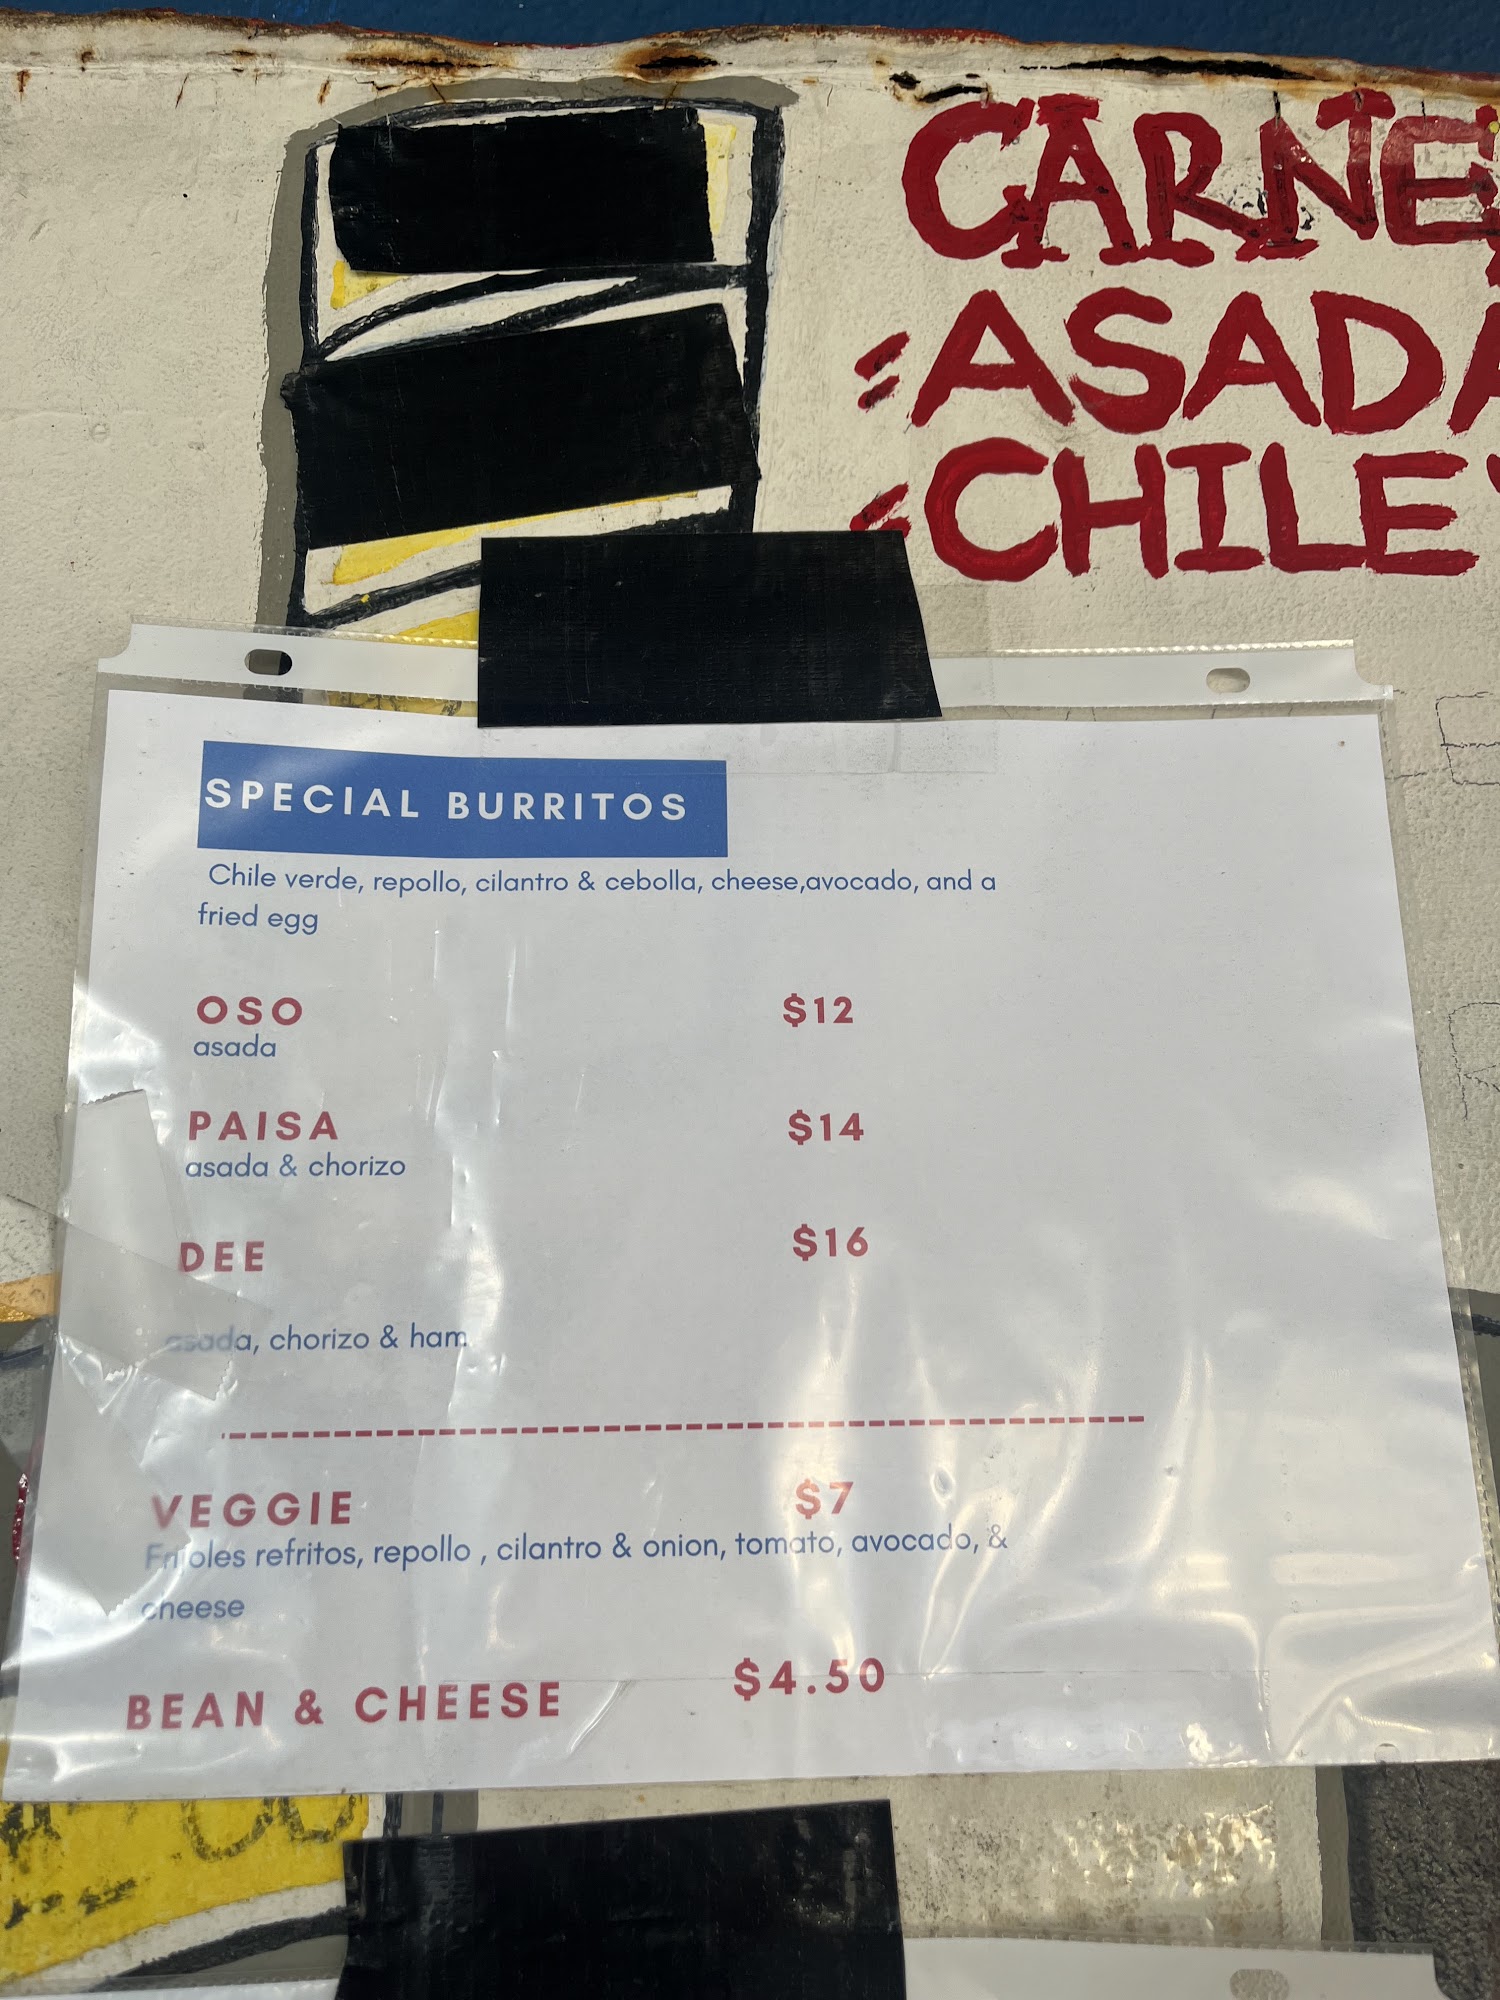 CARNE
ASADA
CHILE
SPECIAL BURRITOS
Chile verde, repollo, cilantro & cebolla, cheese,avocado, and a
fried egg
OSO $12
asada
PAISA $14
asada & chorizo
DEE $16
asada, chorizo & ham
VEGGIE $7
Frijoles refritos, repollo , cilantro & onion, tomato, avocado, &
cheese
BEAN & CHEESE $4.50